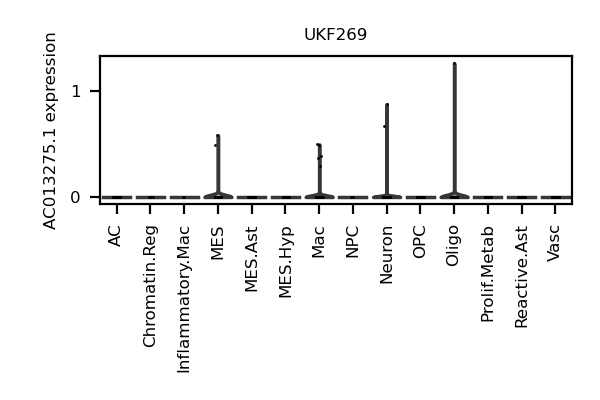 UKF269
AC013275.1 expression
1
0
AC
Chromatin.Reg
Inflammatory.Mac
MES
MES.Ast
MES.Hyp
Mac
NPC
Neuron
OPC
Oligo
Prolif.Metab
Reactive.Ast
Vasc